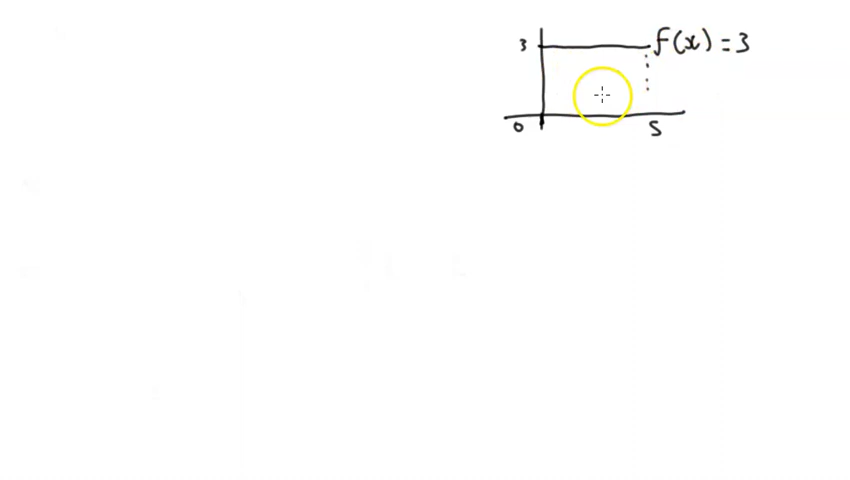 3 f(x) = 3
0 5